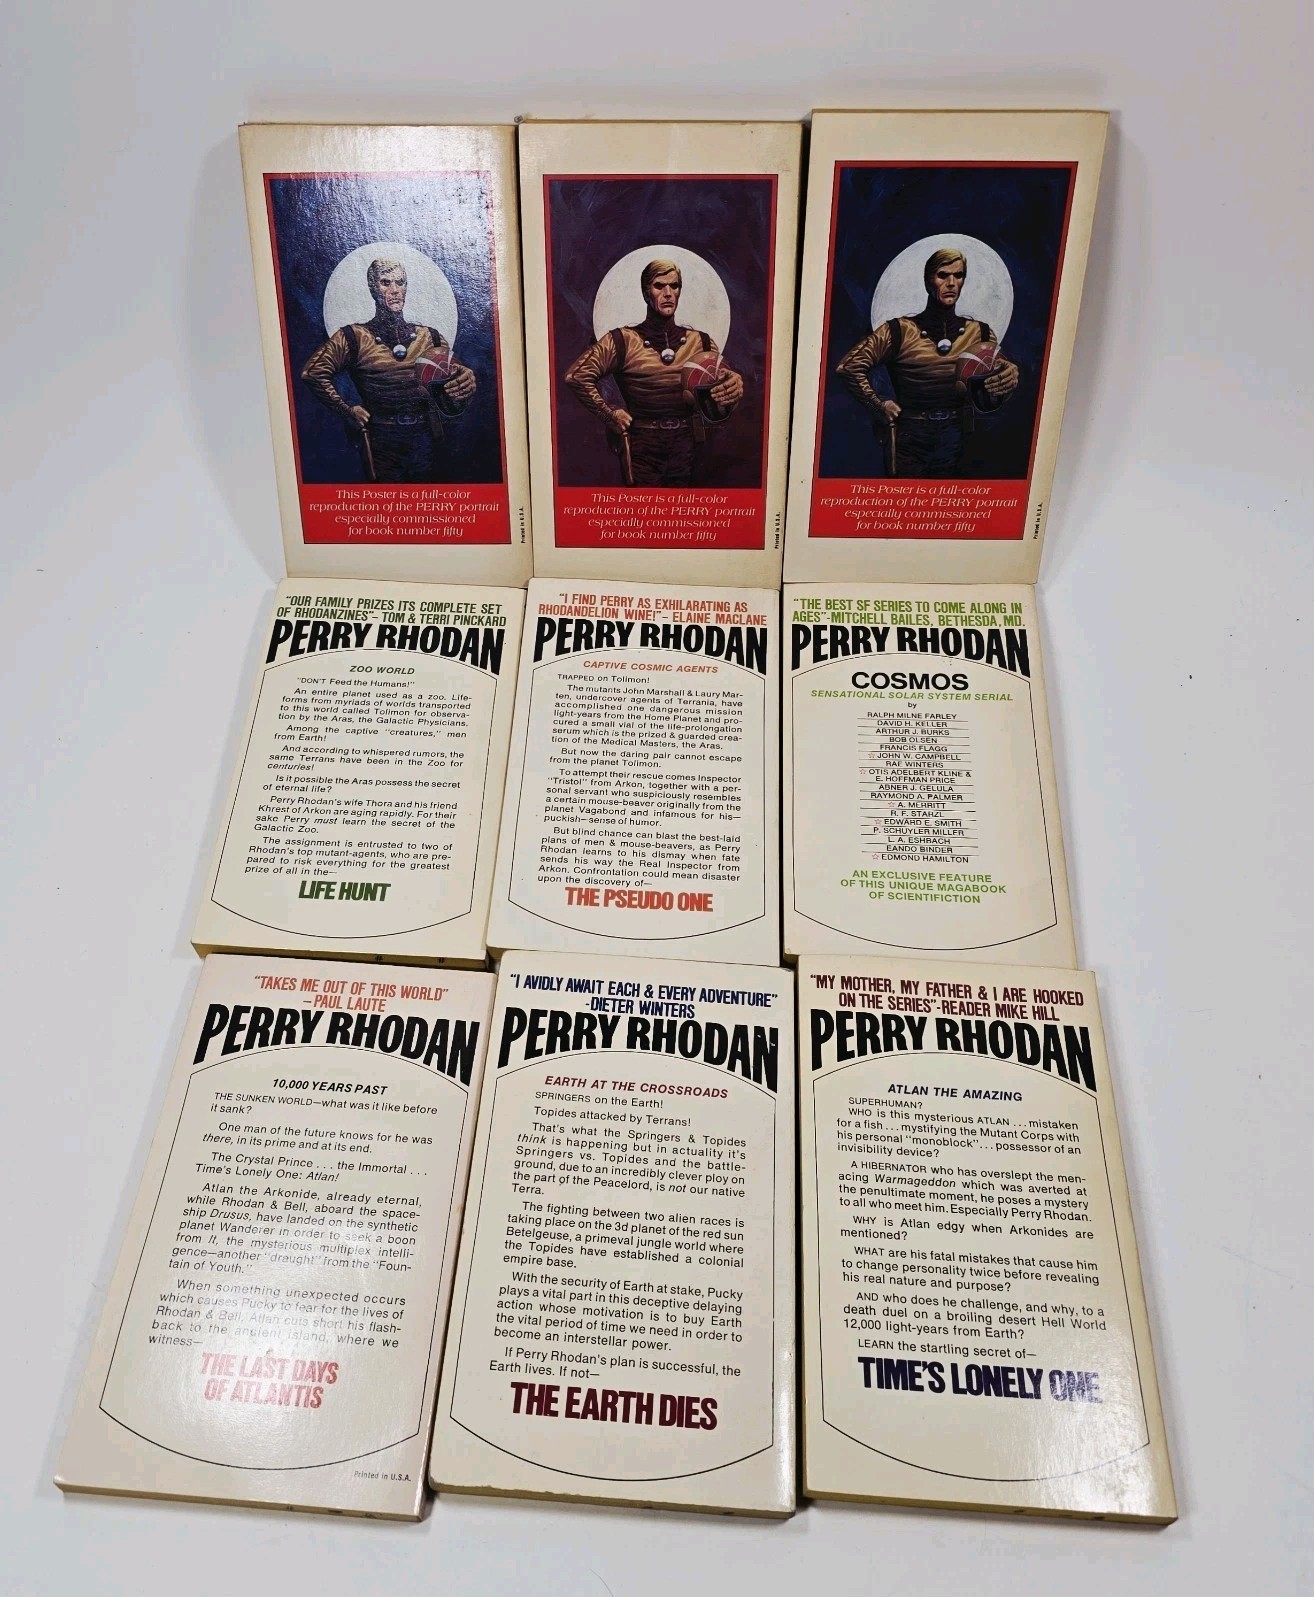 This Poster is a full-color
reproduction of the PERRY portrait
especially commissioned
for book number fifty
Printed in U.S.A.
This Poster is a full-color
reproduction of the PERRY portrait
especially commissioned
for book number fifty
Printed in U.S.A.
This Poster is a full-color
reproduction of the PERRY portrait
especially commissioned
for book number fifty
Printed in U.S.A.
"OUR FAMILY PRIZES ITS COMPLETE SET
OF RHODANZINES"- TOM & TERRI PINCKARD
PERRY RHODAN
ZOO WORLD
"DON'T Feed the Humans!"
An entire planet used as a zoo. Life-
forms from myriads of worlds transported
to this world called Tolimon for observa-
tion by the Aras, the Galactic Physicians.
Among the captive "creatures," men
from Earth!
And according to whispered rumors, the
same Terrans have been in the Zoo for
centuries!
Is it possible the Aras possess the secret
of eternal life?
Perry Rhodan's wife Thora and his friend
Khrest of Arkon are aging rapidly. For their
sake Perry must learn the secret of the
Galactic Zoo.
The assignment is entrusted to two of
Rhodan's top mutant-agents, who are pre-
pared to risk everything for the greatest
prize of all in the—
LIFE HUNT
"I FIND PERRY AS EXHILARATING AS
RHODANDELION WINE!"- ELAINE MACLANE
PERRY RHODAN
CAPTIVE COSMIC AGENTS
TRAPPED on Tolimon!
The mutants John Marshall & Laury Mar-
ten, undercover agents of Terrania, have
accomplished one dangerous mission
light-years from the Home Planet and pro-
cured a small vial of the life-prolongation
serum which is the prized & guarded crea-
tion of the Medical Masters, the Aras.
But now the daring pair cannot escape
from the planet Tolimon.
To attempt their rescue comes Inspector
"Tristol" from Arkon, together with a per-
sonal servant who suspiciously resembles
a certain mouse-beaver originally from the
planet Vagabond and infamous for his—
puckish—sense of humor.
But blind chance can blast the best-laid
plans of men & mouse-beavers, as Perry
Rhodan learns to his dismay when fate
sends his way the Real Inspector from
Arkon. Confrontation could mean disaster
upon the discovery of—
THE PSEUDO ONE
"THE BEST SF SERIES TO COME ALONG IN
AGES"-MITCHELL BAILES, BETHESDA, MD.
PERRY RHODAN
COSMOS
SENSATIONAL SOLAR SYSTEM SERIAL
by
RALPH MILNE FARLEY
DAVID H. KELLER
ARTHUR J. BURKS
BOB OLSEN
FRANCIS FLAGG
☆JOHN W. CAMPBELL
RAE WINTERS
☆OTIS ADELBERT KLINE &
E. HOFFMAN PRICE
ABNER J. GELULA
RAYMOND A. PALMER
☆A. MERRITT
R. F. STARZL
☆EDWARD E. SMITH
P. SCHUYLER MILLER
L. A. ESHBACH
EANDO BINDER
☆EDMOND HAMILTON
AN EXCLUSIVE FEATURE
OF THIS UNIQUE MAGABOOK
OF SCIENTIFICTION
"TAKES ME OUT OF THIS WORLD"
—PAUL LAUTE
PERRY RHODAN
10,000 YEARS PAST
THE SUNKEN WORLD—what was it like before
it sank?
One man of the future knows for he was
there, in its prime and at its end.
The Crystal Prince . . . the Immortal . . .
Time's Lonely One: Atlan!
Atlan the Arkonide, already eternal,
while Rhodan & Bell, aboard the space-
ship Drusus, have landed on the synthetic
planet Wanderer in order to seek a boon
from It, the mysterious multiplex intelli-
gence—another "draught" from the "Foun-
tain of Youth."
When something unexpected occurs
which causes Pucky to fear for the lives of
Rhodan & Bell, Atlan cuts short his flash-
back to the ancient island, where we
witness—
THE LAST DAYS
OF ATLANTIS
Printed in U.S.A.
"I AVIDLY AWAIT EACH & EVERY ADVENTURE"
-DIETER WINTERS
PERRY RHODAN
EARTH AT THE CROSSROADS
SPRINGERS on the Earth!
Topides attacked by Terrans!
That's what the Springers & Topides
think is happening but in actuality it's
Springers vs. Topides and the battle-
ground, due to an incredibly clever ploy on
the part of the Peacelord, is not our native
Terra.
The fighting between two alien races is
taking place on the 3d planet of the red sun
Betelgeuse, a primeval jungle world where
the Topides have established a colonial
empire base.
With the security of Earth at stake, Pucky
plays a vital part in this deceptive delaying
action whose motivation is to buy Earth
the vital period of time we need in order to
become an interstellar power.
If Perry Rhodan's plan is successful, the
Earth lives. If not—
THE EARTH DIES
"MY MOTHER, MY FATHER & I ARE HOOKED
ON THE SERIES"-READER MIKE HILL
PERRY RHODAN
ATLAN THE AMAZING
SUPERHUMAN?
WHO is this mysterious ATLAN . . . mistaken
for a fish . . . mystifying the Mutant Corps with
his personal "monoblock" . . . possessor of an
invisibility device?
A HIBERNATOR who has overslept the men-
acing Warmageddon which was averted at
the penultimate moment, he poses a mystery
to all who meet him. Especially Perry Rhodan.
WHY is Atlan edgy when Arkonides are
mentioned?
WHAT are his fatal mistakes that cause him
to change personality twice before revealing
his real nature and purpose?
AND who does he challenge, and why, to a
death duel on a broiling desert Hell World
12,000 light-years from Earth?
LEARN the startling secret of—
TIME'S LONELY ONE